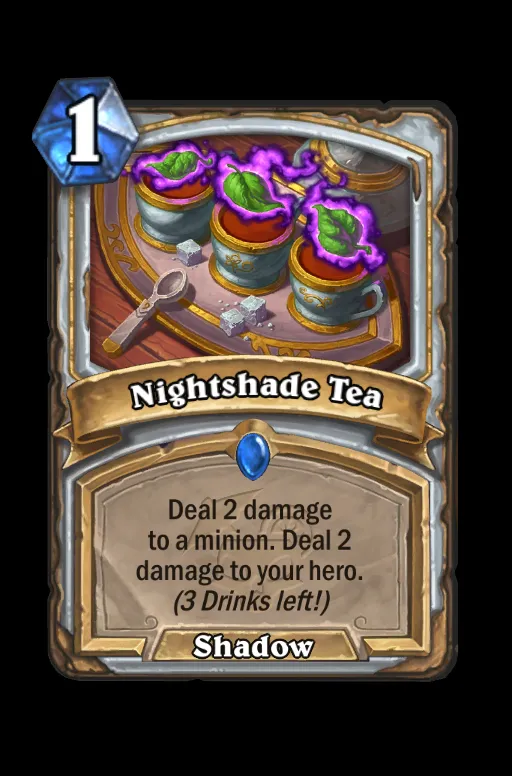 1
Nightshade Tea
Deal 2 damage
to a minion. Deal 2
damage to your hero.
(3 Drinks left!)
Shadow